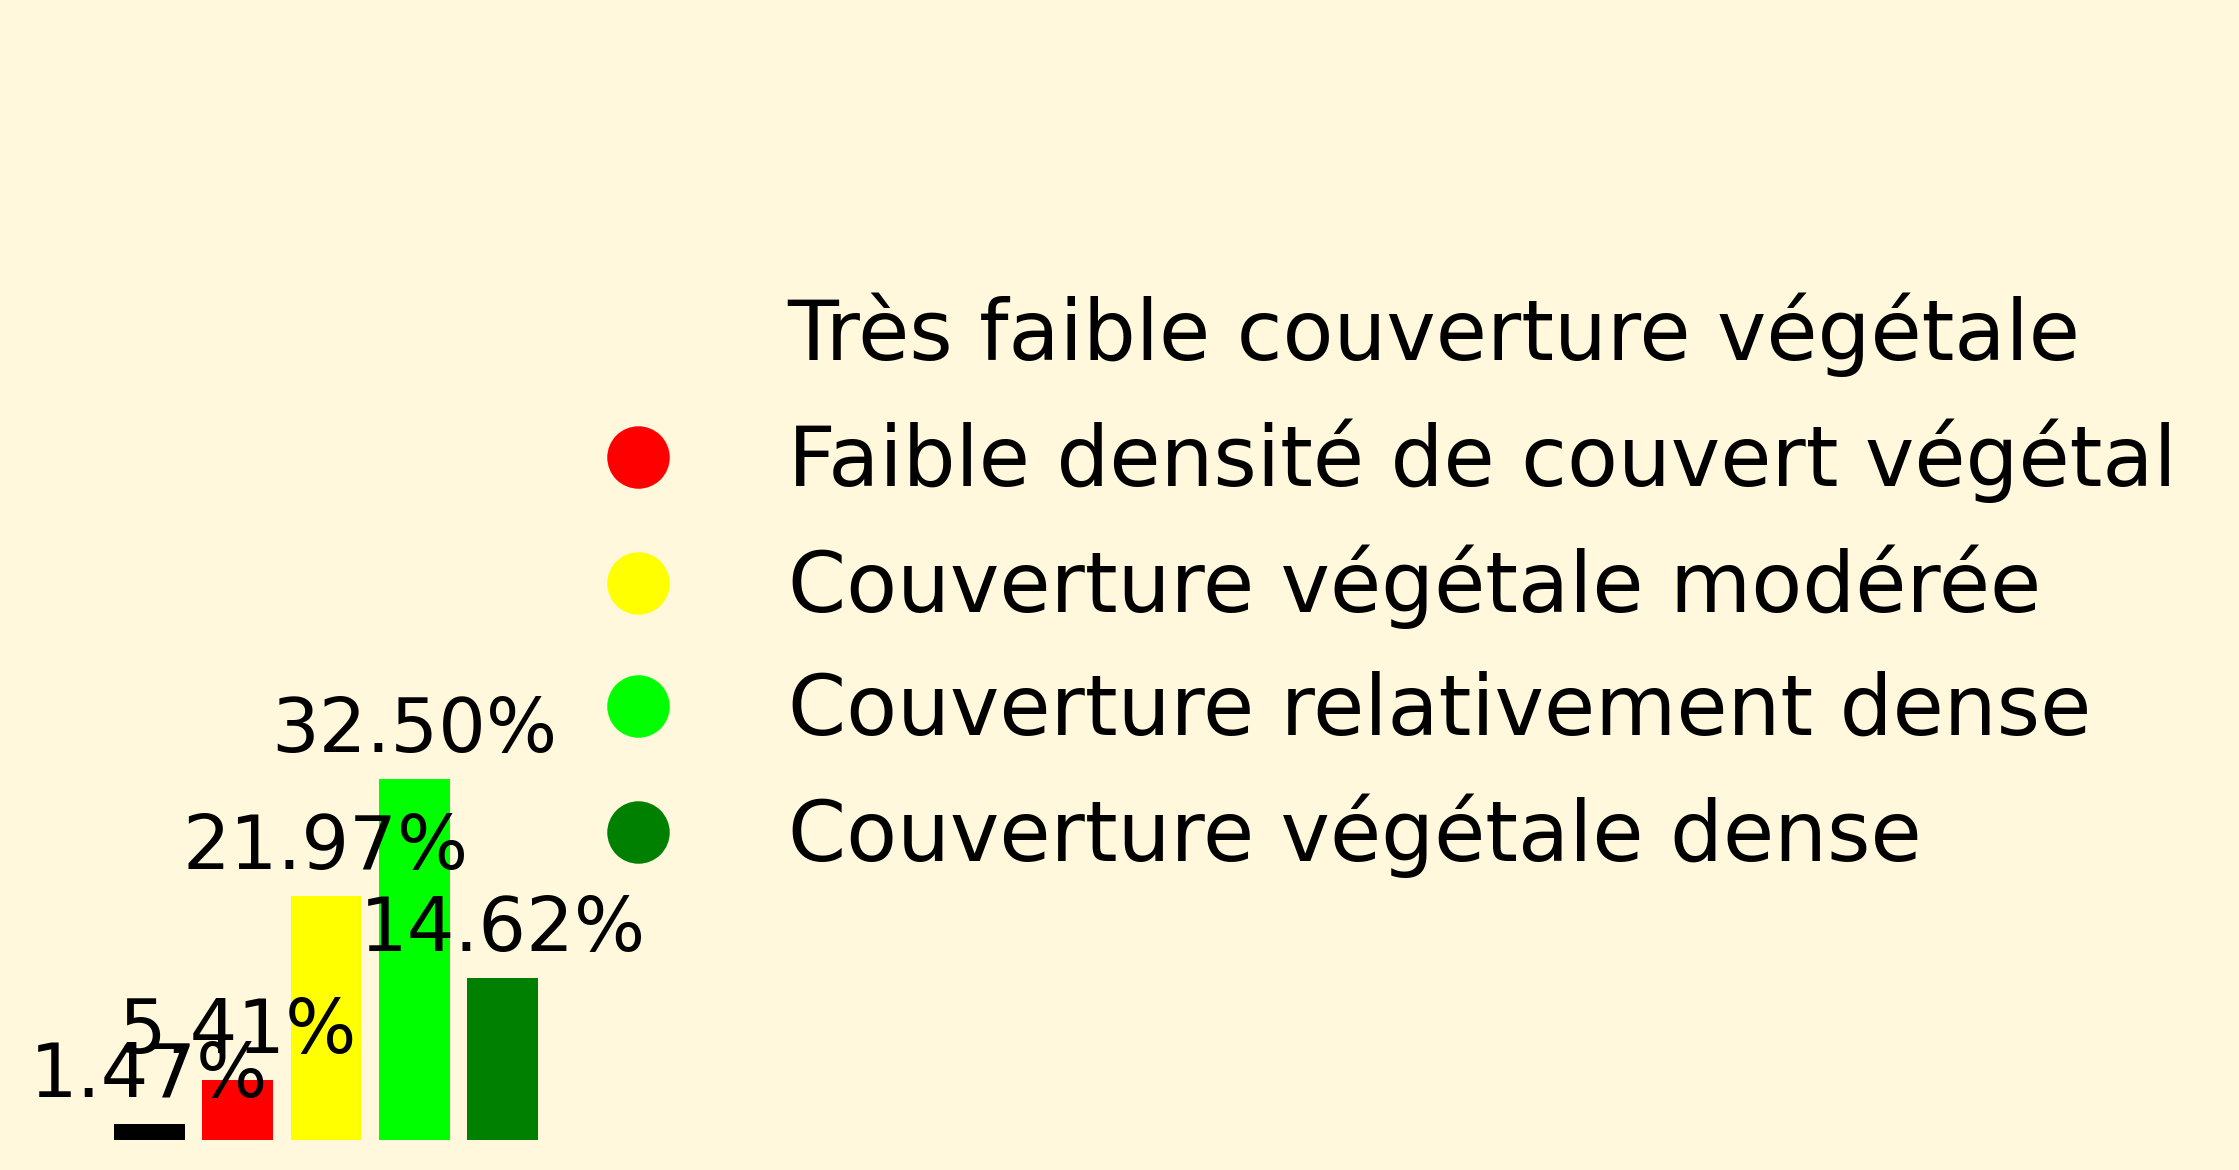 Très faible couverture végétale
Faible densité de couvert végétal
Couverture végétale modérée
Couverture relativement dense
Couverture végétale dense
32.50%
21.97%
14.62%
5.41%
1.47%